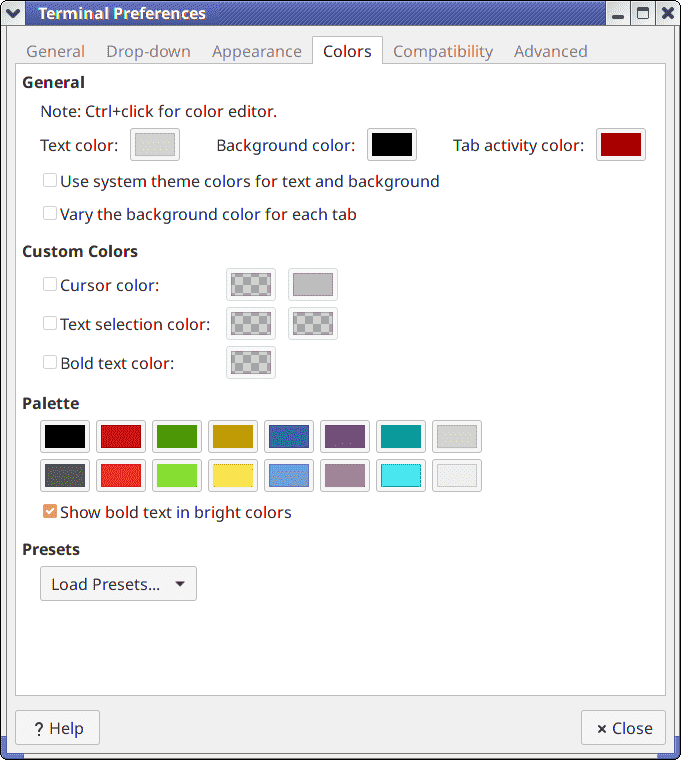 Terminal Preferences
General Drop-down Appearance Colors Compatibility Advanced
General
Note: Ctrl+click for color editor.
Text color: Background color: Tab activity color:
Use system theme colors for text and background
Vary the background color for each tab
Custom Colors
Cursor color:
Text selection color:
Bold text color:
Palette
Show bold text in bright colors
Presets
Load Presets...
? Help × Close